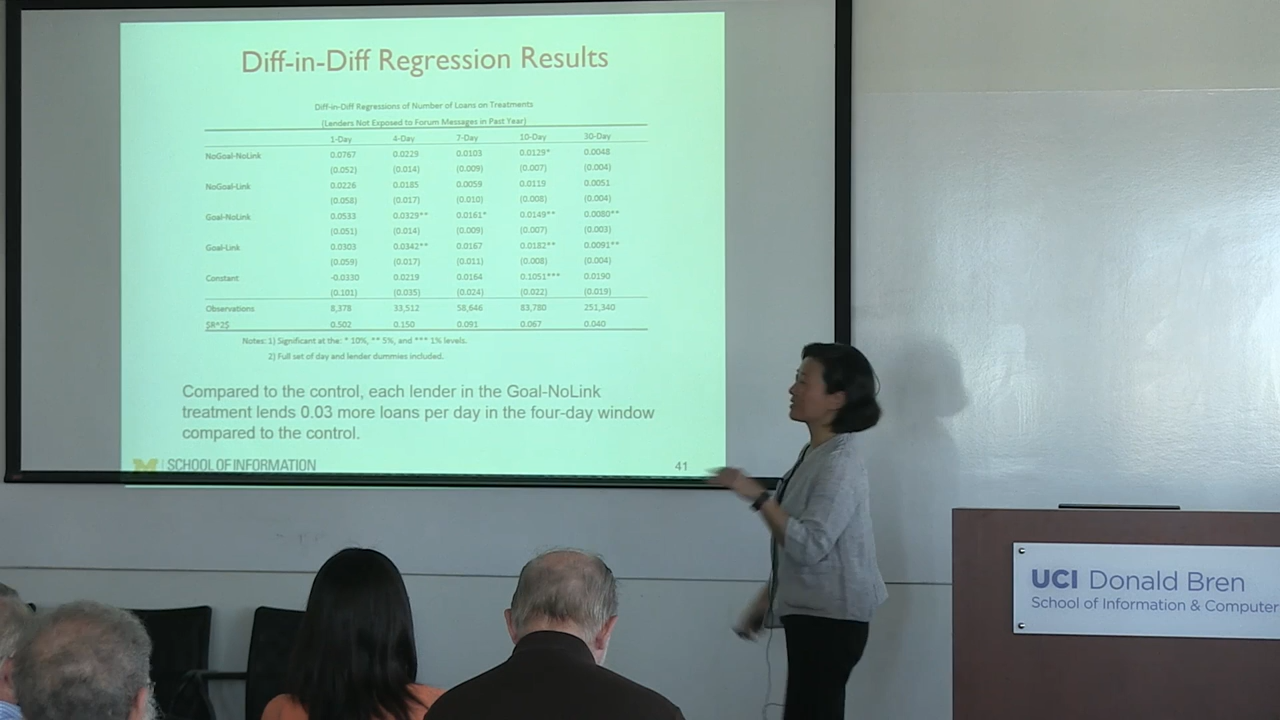 Diff-in-Diff Regression Results
Diff-in-Diff Regressions of Number of Loans on Treatments
(Lenders Not Exposed to Forum Messages in Past Year)
1-Day 4-Day 7-Day 10-Day 30-Day
NoGoal-NoLink 0.0767 0.0229 0.0103 0.0129* 0.0048
(0.052) (0.014) (0.009) (0.007) (0.004)
NoGoal-Link 0.0226 0.0185 0.0059 0.0119 0.0051
(0.058) (0.017) (0.010) (0.008) (0.004)
Goal-NoLink 0.0533 0.0329** 0.0161* 0.0149** 0.0080**
(0.051) (0.014) (0.009) (0.007) (0.003)
Goal-Link 0.0303 0.0342** 0.0167 0.0182** 0.0091**
(0.059) (0.017) (0.011) (0.008) (0.004)
Constant -0.0330 0.0219 0.0164 0.1051*** 0.0190
(0.101) (0.035) (0.024) (0.022) (0.019)
Observations 8,378 33,512 58,646 83,780 251,340
$R^2$ 0.502 0.150 0.091 0.067 0.040
Notes: 1) Significant at the: * 10%, ** 5%, and *** 1% levels.
2) Full set of day and lender dummies included.
Compared to the control, each lender in the Goal-NoLink
treatment lends 0.03 more loans per day in the four-day window
compared to the control.
M SCHOOL OF INFORMATION 41
UCI Donald Bren
School of Information & Computer